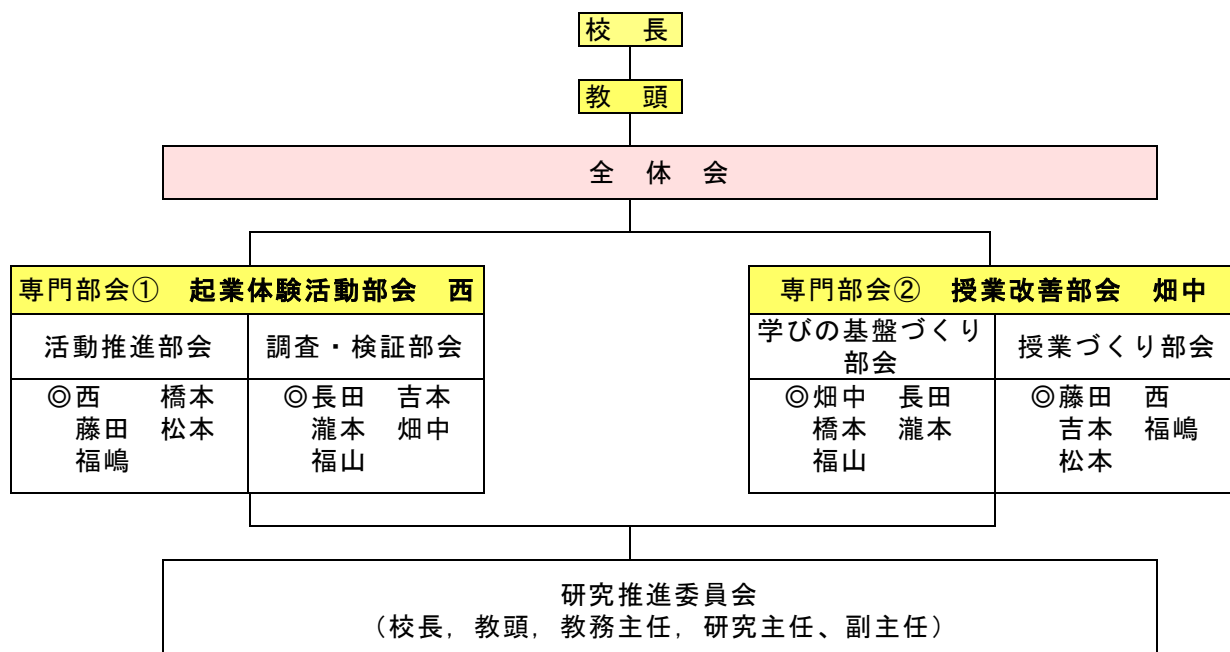 校　長
教　頭
全　体　会
専門部会①　起業体験活動部会　西
活動推進部会
調査・検証部会
◎西　　橋本
藤田　松本
福嶋
◎長田　吉本
瀧本　畑中
福山
専門部会②　授業改善部会　畑中
学びの基盤づくり
部会
授業づくり部会
◎畑中　長田
橋本　瀧本
福山
◎藤田　西
吉本　福嶋
松本
研究推進委員会
（校長，教頭，教務主任，研究主任、副主任）